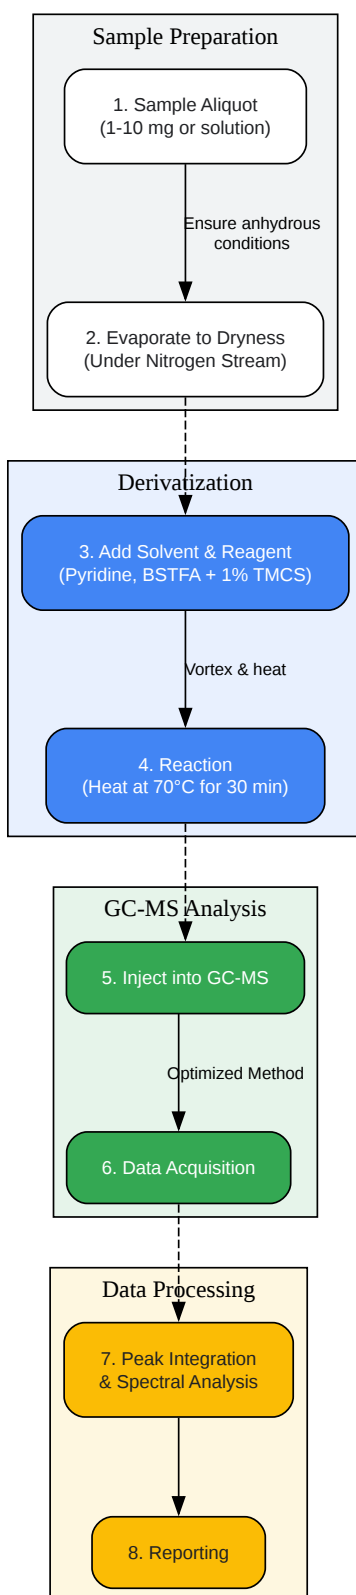 Sample Preparation
1. Sample Aliquot
(1-10 mg or solution)
Ensure anhydrous
conditions
2. Evaporate to Dryness
(Under Nitrogen Stream)
Derivatization
3. Add Solvent & Reagent
(Pyridine, BSTFA + 1% TMCS)
Vortex & heat
4. Reaction
(Heat at 70°C for 30 min)
GC-MS Analysis
5. Inject into GC-MS
Optimized Method
6. Data Acquisition
Data Processing
7. Peak Integration
& Spectral Analysis
8. Reporting